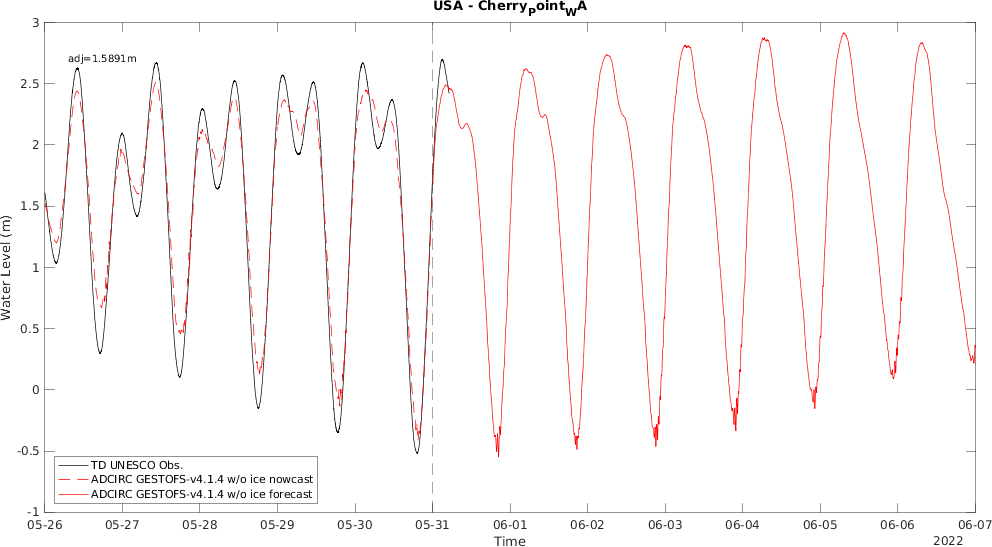 USA - CherryPointWA
adj=1.5891m
3
2.5
2
1.5
1
0.5
0
-0.5
-1
Water Level (m)
TD UNESCO Obs.
ADCIRC GESTOFS-v4.1.4 w/o ice nowcast
ADCIRC GESTOFS-v4.1.4 w/o ice forecast
05-26 05-27 05-28 05-29 05-30 05-31 06-01 06-02 06-03 06-04 06-05 06-06 06-07
Time
2022